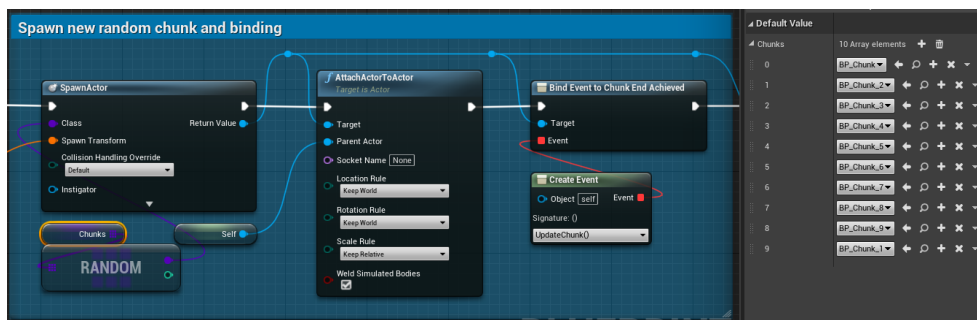 Spawn new random chunk and binding
SpawnActor
Class
Return Value
Spawn Transform
Collision Handling Override
Default
Instigator
Chunks
Self
RANDOM
AttachActorToActor
Target is Actor
Target
Parent Actor
Socket Name None
Location Rule
Keep World
Rotation Rule
Keep World
Scale Rule
Keep Relative
Weld Simulated Bodies
Bind Event to Chunk End Achieved
Target
Event
Create Event
Object self Event
Signature: ()
UpdateChunk()
Default Value
Chunks 10 Array elements
0 BP_Chunk
1 BP_Chunk_2
2 BP_Chunk_3
3 BP_Chunk_4
4 BP_Chunk_5
5 BP_Chunk_6
6 BP_Chunk_7
7 BP_Chunk_8
8 BP_Chunk_9
9 BP_Chunk_1